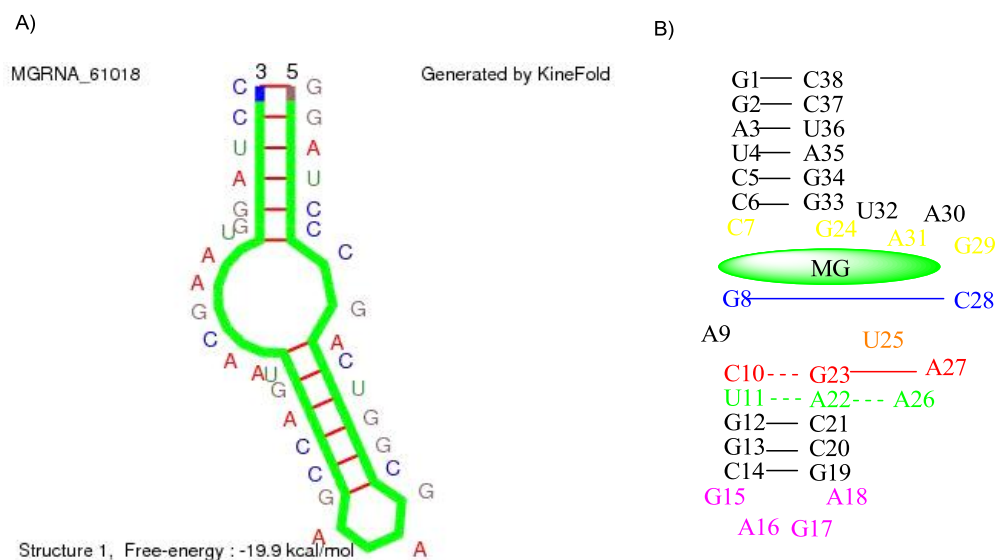 A)
MGRNA_61018
3 5
Generated by KineFold
C G
C G
U A
A U
G C
G C
U C
A
A
G G
C A
A C
A U U
G
A G
C G
C C
G G
A A
Structure 1, Free-energy : -19.9 kcal/mol
B)
G1 C38
G2 C37
A3 U36
U4 A35
C5 G34
C6 G33
U32 A30
C7 G24 A31 G29
MG
G8 C28
A9 U25
C10 G23 A27
U11 A22 A26
G12 C21
G13 C20
C14 G19
G15 A18
A16 G17